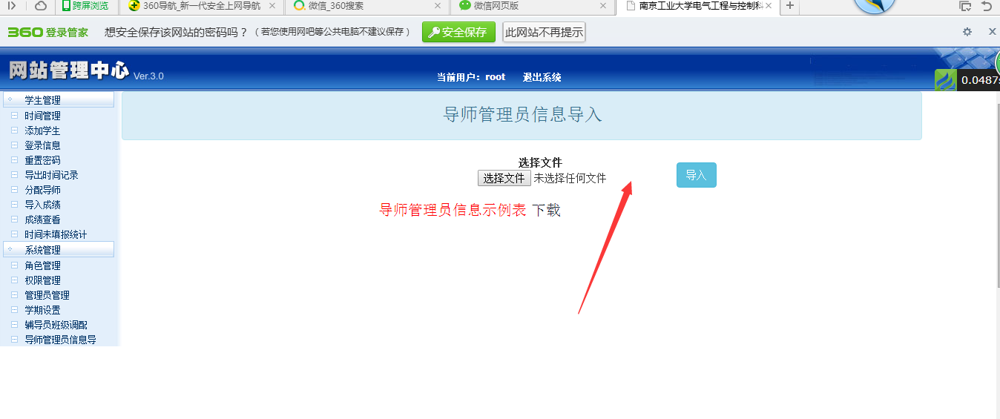 跨屏浏览 360导航_新一代安全上网导航 微信_360搜索 微信网页版 南京工业大学电气工程与控制科
360登录管家 想安全保存该网站的密码吗？（若您使用网吧等公共电脑不建议保存） 安全保存 此网站不再提示
网站管理中心 Ver.3.0 当前用户：root 退出系统 0.0487s
学生管理
时间管理
添加学生
登录信息
重置密码
导出时间记录
分配导师
导入成绩
成绩查看
时间未填报统计
系统管理
角色管理
权限管理
管理员管理
学期设置
辅导员班级调配
导师管理员信息导
导师管理员信息导入
选择文件
选择文件 未选择任何文件 导入
导师管理员信息示例表 下载